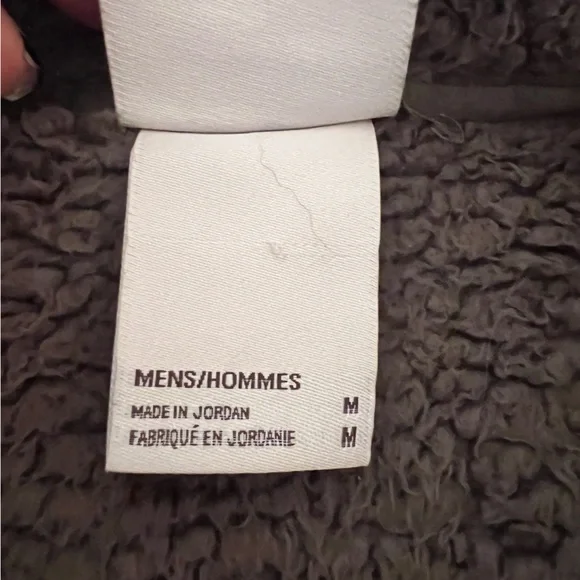 MENS/HOMMES
MADE IN JORDAN M
FABRIQUÉ EN JORDANIE M